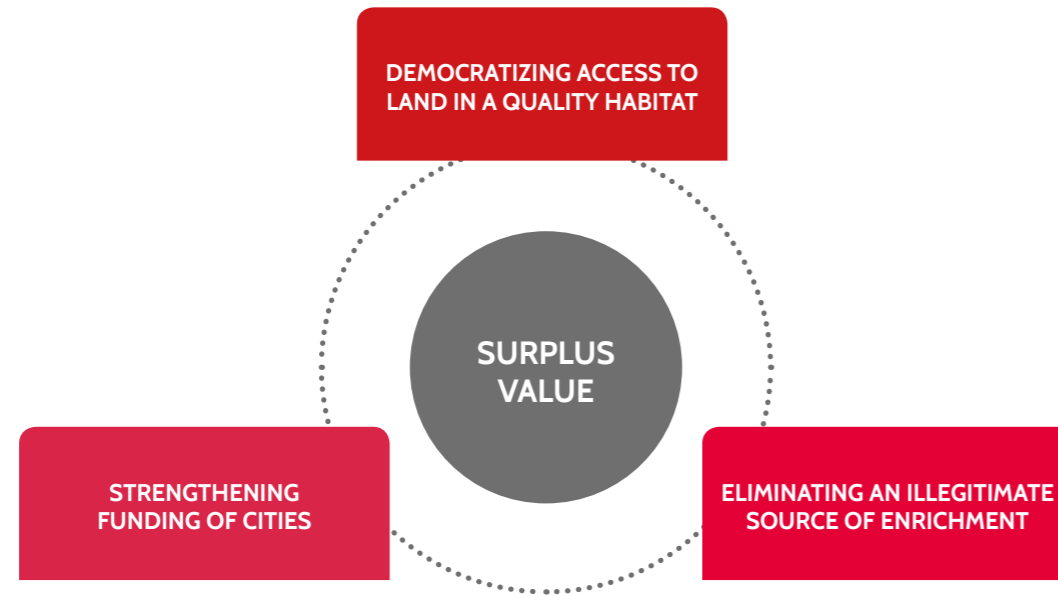 DEMOCRATIZING ACCESS TO
LAND IN A QUALITY HABITAT
SURPLUS
VALUE
STRENGTHENING
FUNDING OF CITIES
ELIMINATING AN ILLEGITIMATE
SOURCE OF ENRICHMENT